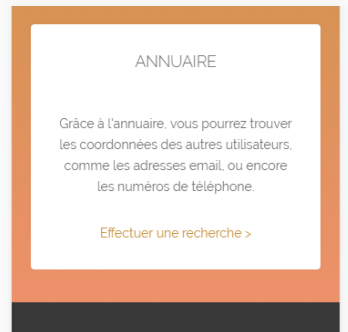 ANNUAIRE
Grâce à l'annuaire, vous pourrez trouver
les coordonnées des autres utilisateurs,
comme les adresses email, ou encore
les numéros de téléphone.
Effectuer une recherche >